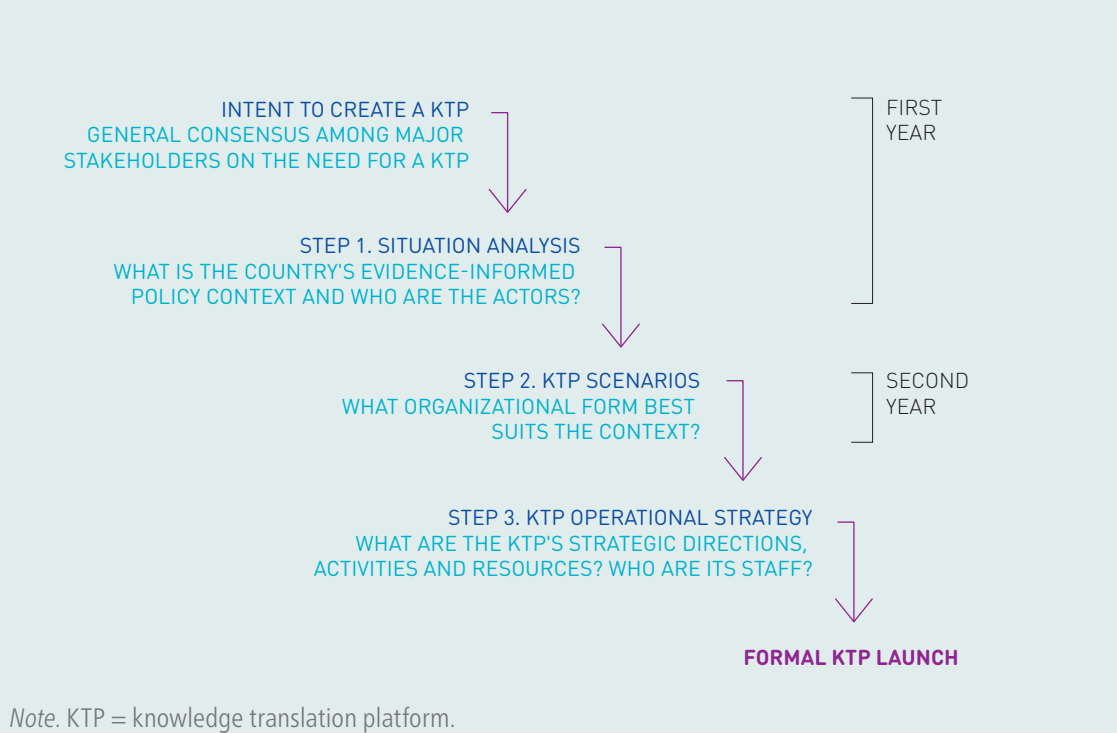 INTENT TO CREATE A KTP
GENERAL CONSENSUS AMONG MAJOR
STAKEHOLDERS ON THE NEED FOR A KTP
FIRST
YEAR
STEP 1. SITUATION ANALYSIS
WHAT IS THE COUNTRY'S EVIDENCE-INFORMED
POLICY CONTEXT AND WHO ARE THE ACTORS?
STEP 2. KTP SCENARIOS
WHAT ORGANIZATIONAL FORM BEST
SUITS THE CONTEXT?
SECOND
YEAR
STEP 3. KTP OPERATIONAL STRATEGY
WHAT ARE THE KTP'S STRATEGIC DIRECTIONS,
ACTIVITIES AND RESOURCES? WHO ARE ITS STAFF?
FORMAL KTP LAUNCH
Note. KTP = knowledge translation platform.